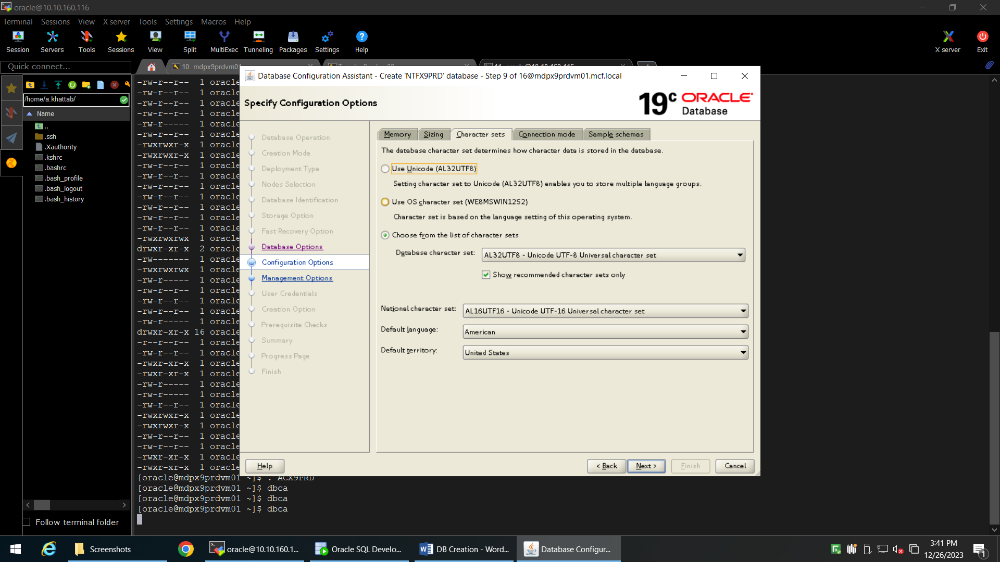 oracle@10.10.160.116
Terminal Sessions View X server Tools Settings Macros Help
Session Servers Tools Sessions View Split MultiExec Tunneling Packages Settings Help X server Exit
Quick connect...
10. mdpx9prdvm01
/home/a.khattab/
Name
..
.ssh
.Xauthority
.kshrc
.bashrc
.bash_profile
.bash_logout
.bash_history
Follow terminal folder
-rw-r--r-- 1 oracle
-rw-r--r-- 1 oracle
-rw-r--r-- 1 oracle
-rw-r--r-- 1 oracle
-rw-r----- 1 oracle
-rw-r--r-- 1 oracle
-rwxrwxr-x 1 oracle
-rwxrwxr-x 1 oracle
-rw-r--r-- 1 oracle
-rw-r--r-- 1 oracle
-rw-r--r-- 1 oracle
-rw-r--r-- 1 oracle
-rw-r--r-- 1 oracle
-rw-r--r-- 1 oracle
-rw-r--r-- 1 oracle
-rwxrwxrwx 1 oracle
drwxr-xr-x 2 oracle
-rw------- 1 oracle
-rwxrwxrwx 1 oracle
-rw-r----- 1 oracle
-rw-r--r-- 1 oracle
-rw-r--r-- 1 oracle
-rw-r--r-- 1 oracle
-rw-r----- 1 oracle
drwxr-xr-x 16 oracle
-r--r--r-- 1 oracle
-rw-r--r-- 1 oracle
-rwxr-xr-x 1 oracle
-rwxr-xr-x 1 oracle
-rw-r----- 1 oracle
-rw-r----- 1 oracle
-rw-r--r-- 1 oracle
-rwxrwxr-x 1 oracle
-rwxrwxr-x 1 oracle
-rw-r--r-- 1 oracle
-rw-r--r-- 1 oracle
-rwxr-xr-x 1 oracle
-rwxr-xr-x 1 oracle
[oracle@mdpx9prdvm01 ~]$ . ACX9PRD
[oracle@mdpx9prdvm01 ~]$ dbca
[oracle@mdpx9prdvm01 ~]$ dbca
[oracle@mdpx9prdvm01 ~]$ dbca
Database Configuration Assistant - Create 'NTFX9PRD' database - Step 9 of 16@mdpx9prdvm01.mcf.local
Specify Configuration Options
19c ORACLE Database
Database Operation
Creation Mode
Deployment Type
Nodes Selection
Database Identification
Storage Option
Fast Recovery Option
Database Options
Configuration Options
Management Options
User Credentials
Creation Option
Prerequisite Checks
Summary
Progress Page
Finish
Memory Sizing Character sets Connection mode Sample schemas
The database character set determines how character data is stored in the database.
Use Unicode (AL32UTF8)
Setting character set to Unicode (AL32UTF8) enables you to store multiple language groups.
Use OS character set (WE8MSWIN1252)
Character set is based on the language setting of this operating system.
Choose from the list of character sets
Database character set: AL32UTF8 - Unicode UTF-8 Universal character set
Show recommended character sets only
National character set: AL16UTF16 - Unicode UTF-16 Universal character set
Default language: American
Default territory: United States
Help < Back Next > Finish Cancel
Screenshots
oracle@10.10.160.1...
Oracle SQL Develo...
DB Creation - Word...
Database Configur...
3:41 PM
12/26/2023
1